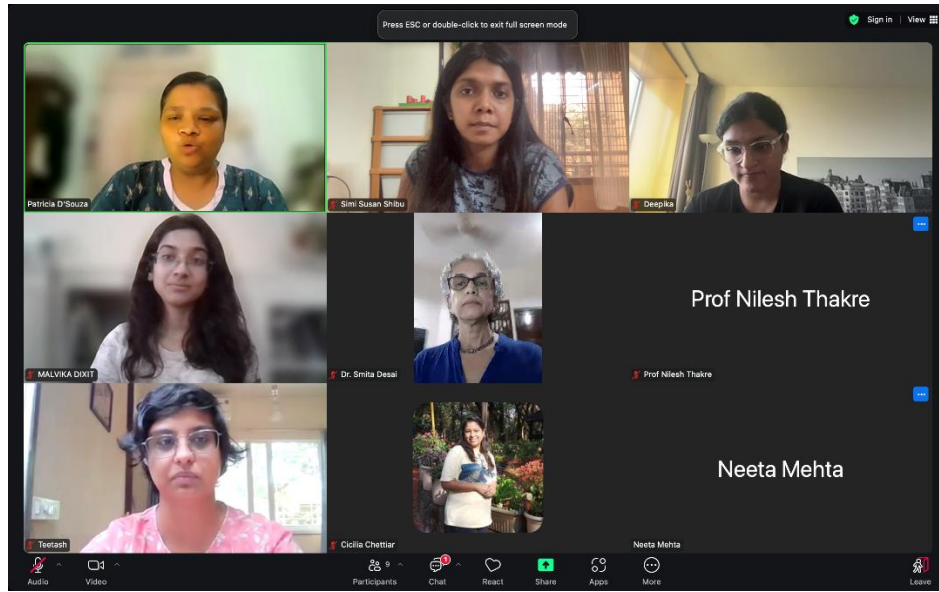 Press ESC or double-click to exit full screen mode
Sign in
View
Patricia D'Souza
Simi Susan Shibu
Deepika
MALVIKA DIXIT
Dr. Smita Desai
Prof Nilesh Thakre
Prof Nilesh Thakre
Teetash
Cicilia Chettiar
Neeta Mehta
Neeta Mehta
Audio
Video
9
Participants
1
Chat
React
Share
Apps
More
Leave